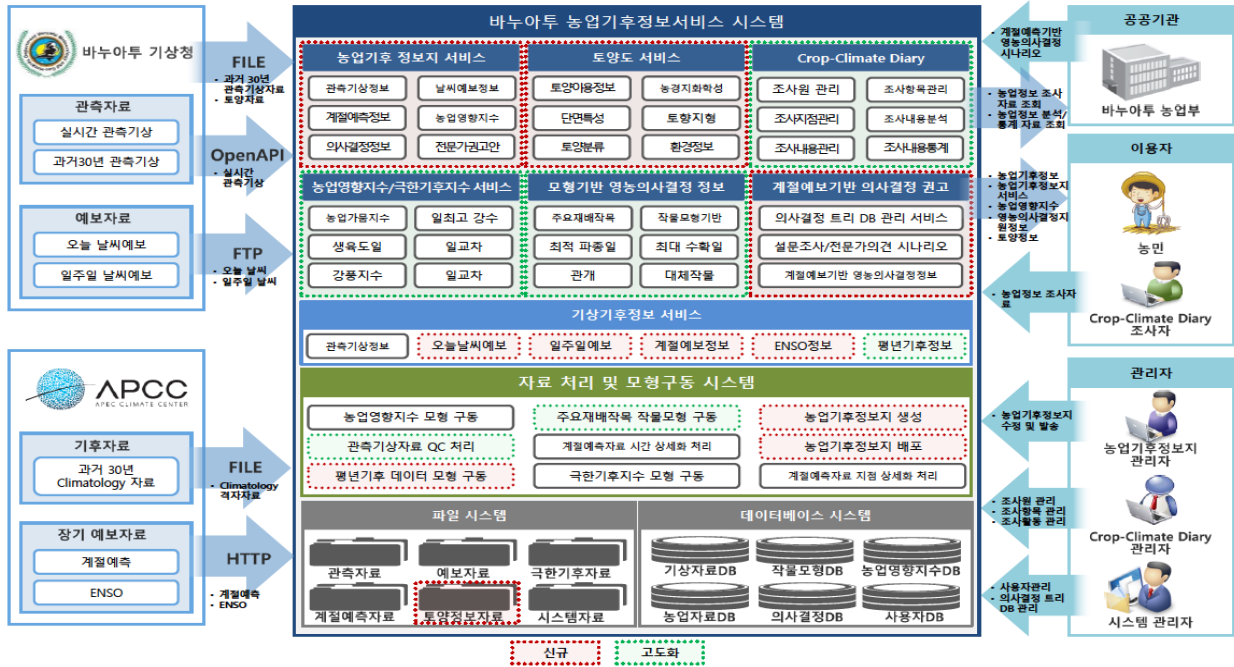 바누아투 기상청
관측자료
실시간 관측기상
과거30년 관측기상
예보자료
오늘 날씨예보
일주일 날씨예보
APCC
APEC CLIMATE CENTER
기후자료
과거 30년
Climatology 자료
장기 예보자료
계절예측
ENSO
FILE
• 과거 30년
관측기상자료
• 토양자료
OpenAPI
• 실시간
관측기상
FTP
• 오늘 날씨
• 일주일 날씨
FILE
• Climatology
격자자료
HTTP
• 계절예측
• ENSO
바누아투 농업기후정보서비스 시스템
농업기후 정보지 서비스
관측기상정보
날씨예보정보
계절예측정보
농업영향지수
의사결정정보
전문가권고안
토양도 서비스
토양이용정보
농경지화학성
단면특성
토양지형
토양분류
환경정보
Crop-Climate Diary
조사원 관리
조사항목관리
조사지점관리
조사내용분석
조사내용관리
조사내용통계
농업영향지수/극한기후지수 서비스
농업가뭄지수
일최고 강수
생육도일
일교차
강풍지수
일교차
모형기반 영농의사결정 정보
주요재배작목
작물모형기반
최적 파종일
최대 수확일
관개
대체작물
계절예보기반 의사결정 권고
의사결정 트리 DB 관리 서비스
설문조사/전문가의견 시나리오
계절예보기반 영농의사결정정보
기상기후정보 서비스
관측기상정보
오늘날씨예보
일주일예보
계절예보정보
ENSO정보
평년기후정보
자료 처리 및 모형구동 시스템
농업영향지수 모형 구동
주요재배작목 작물모형 구동
농업기후정보지 생성
관측기상자료 QC 처리
계절예측자료 시간 상세화 처리
농업기후정보지 배포
평년기후 데이터 모형 구동
극한기후지수 모형 구동
계절예측자료 지점 상세화 처리
파일 시스템
관측자료
예보자료
극한기후자료
계절예측자료
토양정보자료
시스템자료
데이터베이스 시스템
기상자료DB
작물모형DB
농업영향지수DB
농업자료DB
의사결정DB
사용자DB
신규
고도화
• 계절예측기반
영농의사결정
시나리오
• 농업정보 조사
자료 조회
• 농업정보 분석/
통계 자료 조회
• 농업기후정보
• 농업기후정보지
서비스
• 농업영향지수
• 영농의사결정지
원정보
• 토양정보
• 농업정보 조사자
료
• 농업기후정보지
수정 및 발송
• 조사원 관리
• 조사항목 관리
• 조사활동 관리
• 사용자관리
• 의사결정 트리
DB 관리
공공기관
바누아투 농업부
이용자
농민
Crop-Climate Diary
조사자
관리자
농업기후정보지
관리자
Crop-Climate Diary
관리자
시스템 관리자